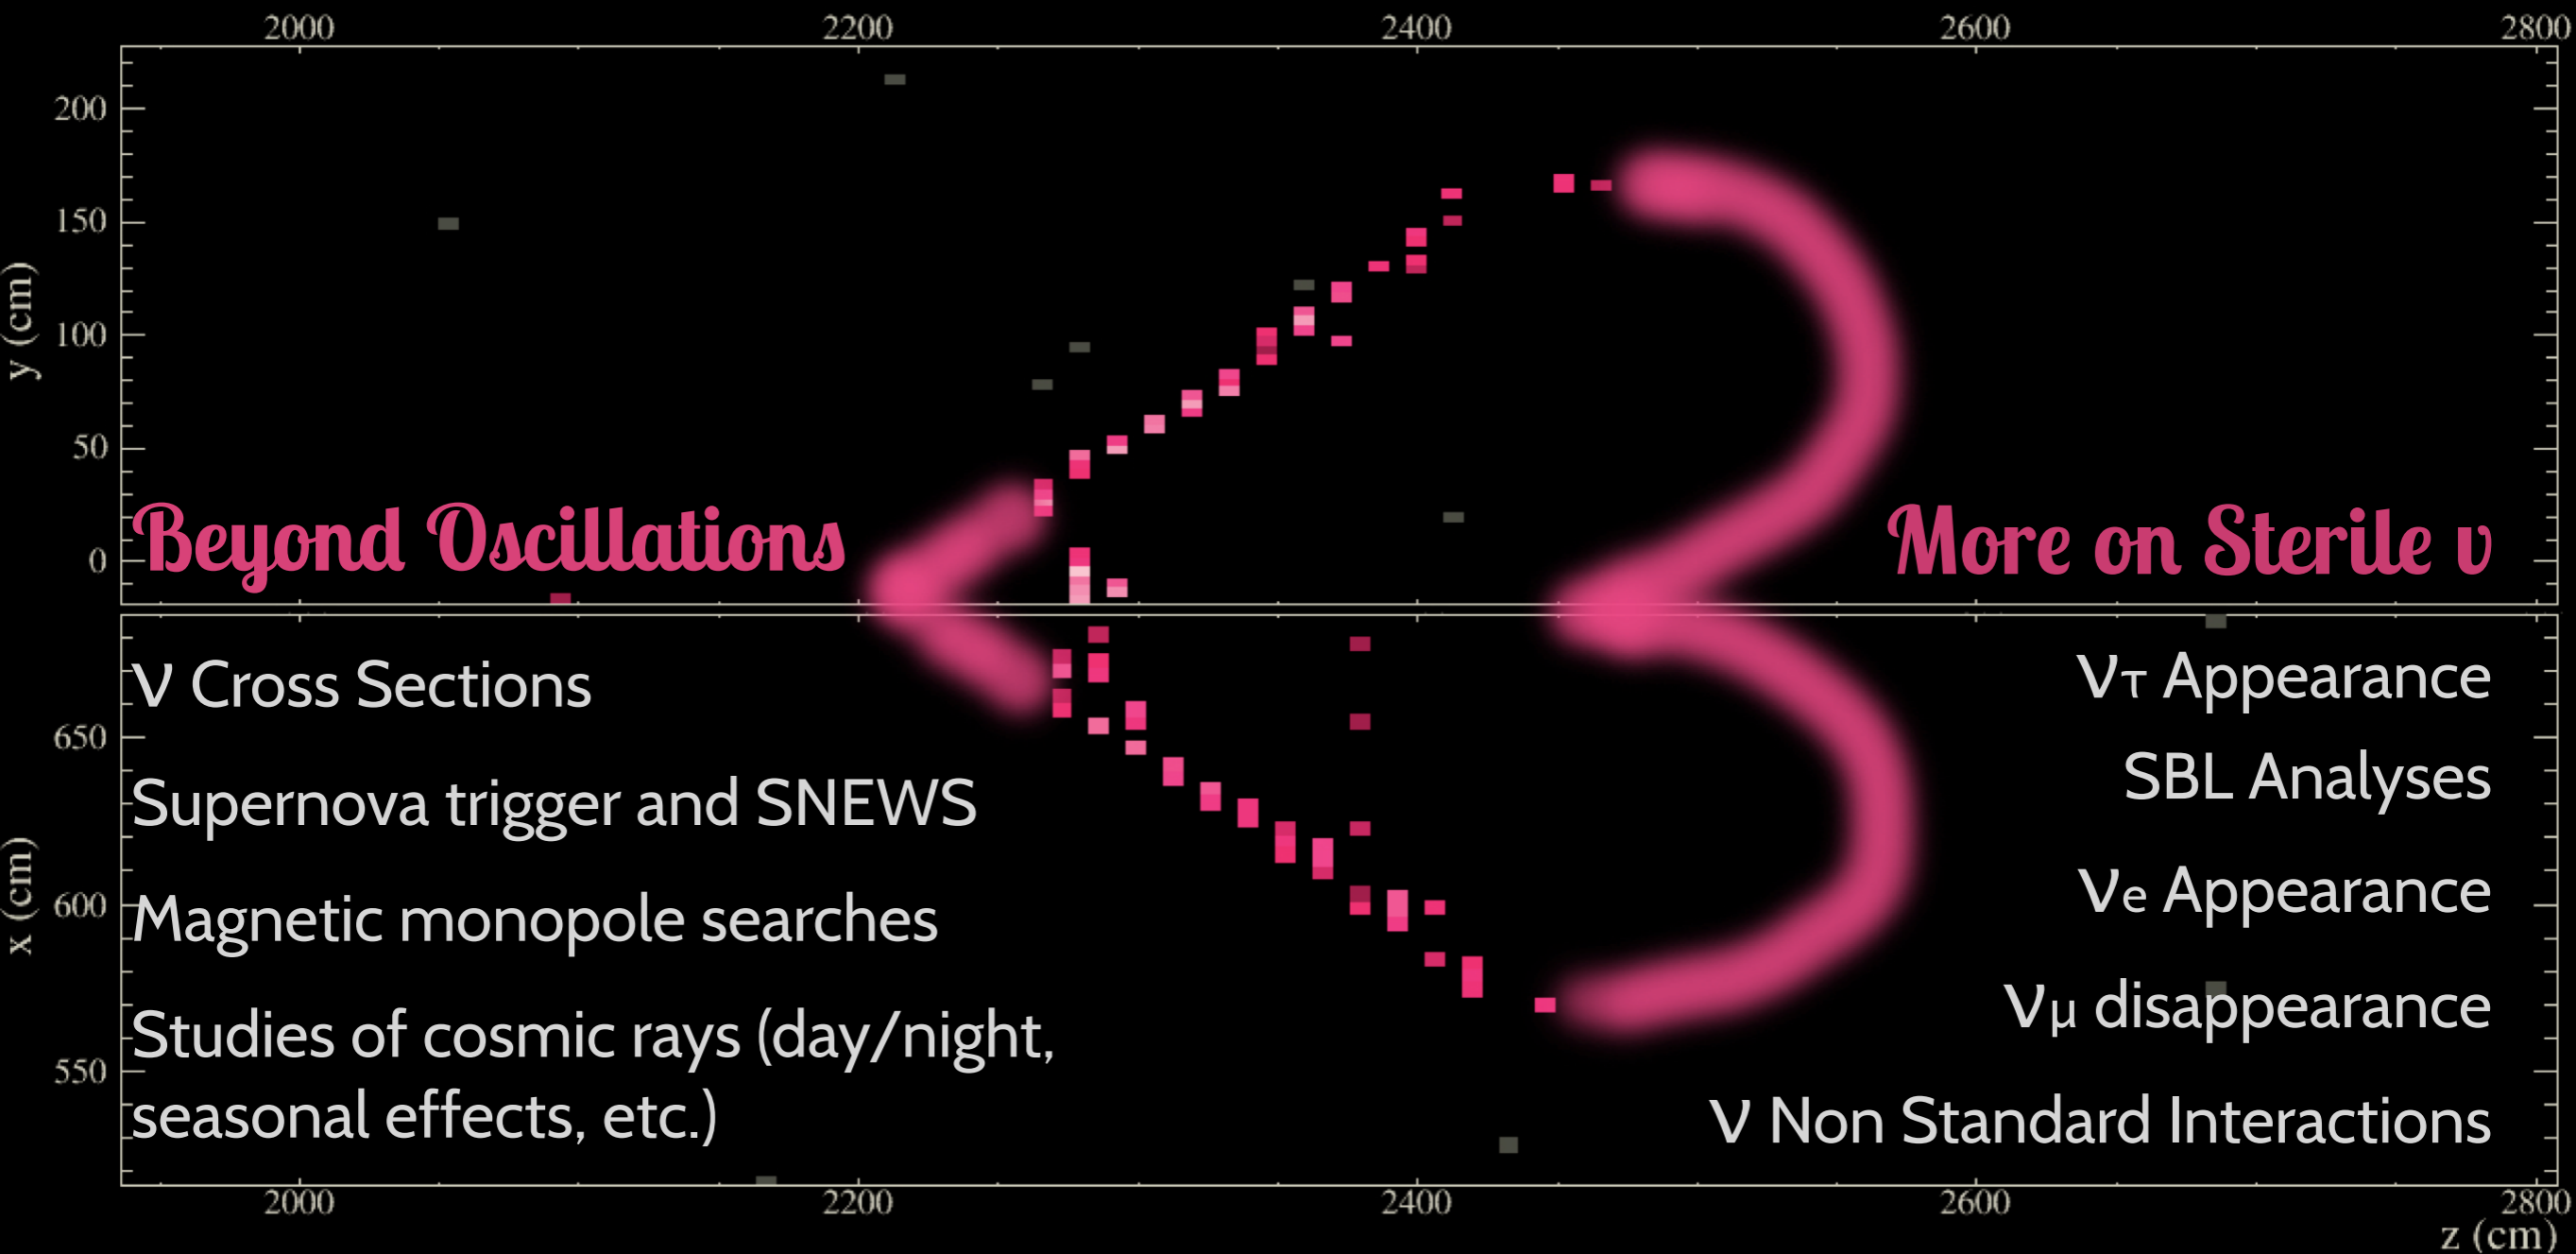 2000 2200 2400 2600 2800
200
150
100
50
0
y (cm)
Beyond Oscillations
More on Sterile ν
ν Cross Sections
Supernova trigger and SNEWS
Magnetic monopole searches
Studies of cosmic rays (day/night,
seasonal effects, etc.)
ντ Appearance
SBL Analyses
νe Appearance
νμ disappearance
ν Non Standard Interactions
650
600
550
x (cm)
2000 2200 2400 2600 2800
z (cm)